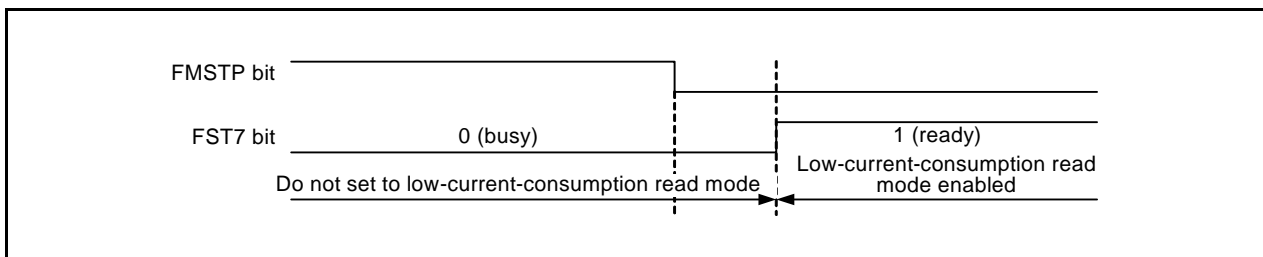 FMSTP bit
FST7 bit
0 (busy)
1 (ready)
Do not set to low-current-consumption read mode
Low-current-consumption read
mode enabled